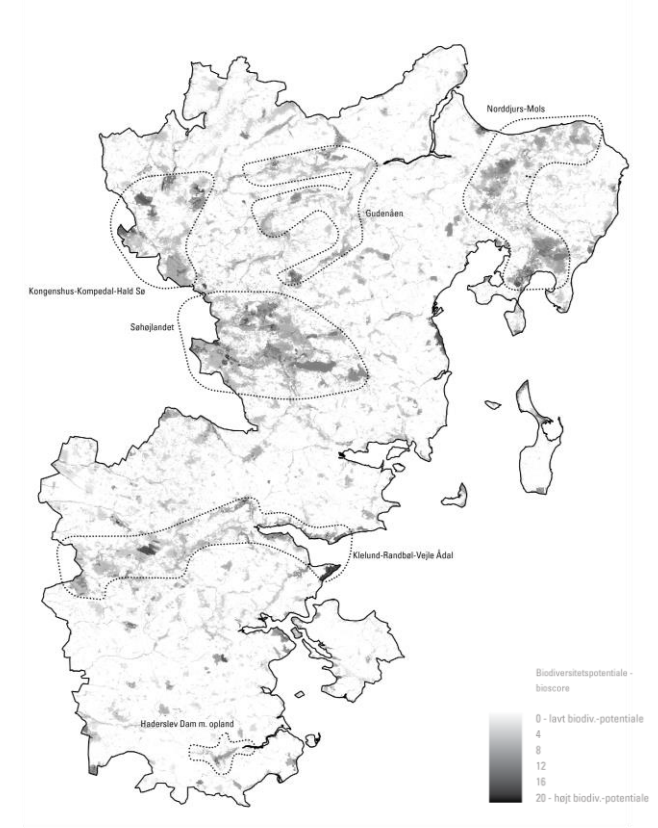 Norddjurs-Mols
Gudenåen
Kongenshus-Kompedal-Hald Sø
Søhøjlandet
Klelund-Randbøl-Vejle Ådal
Haderslev Dam m. opland
Biodiversitetspotentiale -
bioscore
0 - lavt biodiv.-potentiale
4
8
12
16
20 - højt biodiv.-potentiale